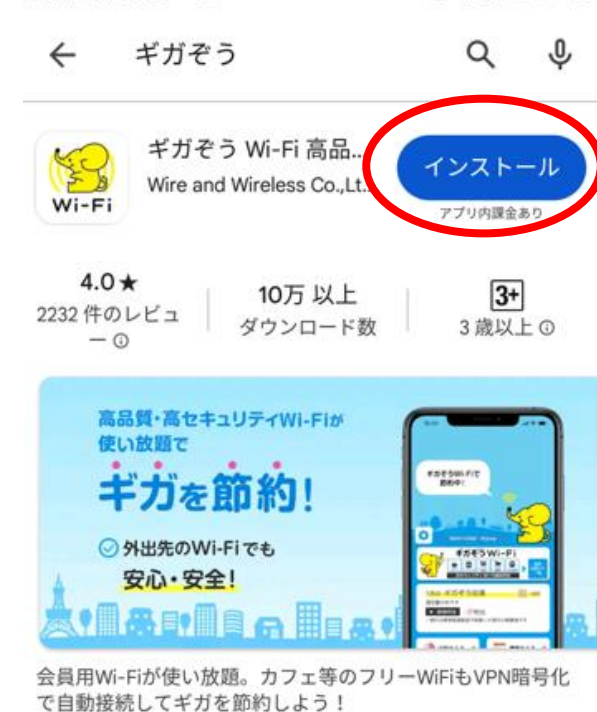 ギガぞう
ギガぞう Wi-Fi 高品...
Wire and Wireless Co.,Lt...
Wi-Fi
インストール
アプリ内課金あり
4.0★
2232 件のレビュ
ー
10万 以上
ダウンロード数
3+
3 歳以上
高品質・高セキュリティWi-Fiが
使い放題で
ギガを節約!
外出先のWi-Fiでも
安心・安全!
ギガぞうWi-Fiで
節約中!
ギガぞうWi-Fi
会員用Wi-Fiが使い放題。カフェ等のフリーWiFiもVPN暗号化
で自動接続してギガを節約しよう！